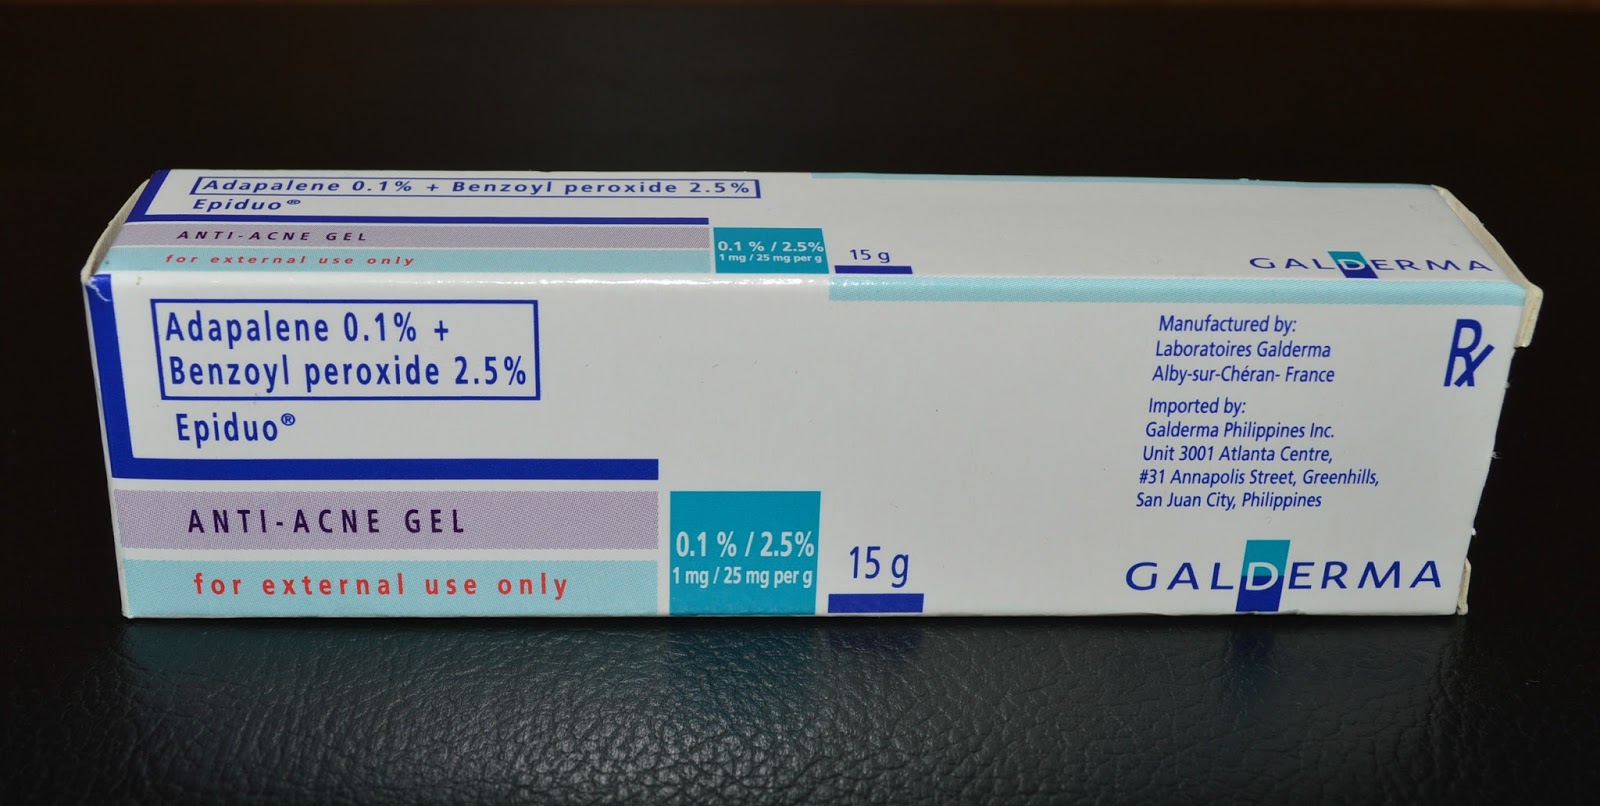 Adapalene 0.1% + Benzoyl peroxide 2.5%
Epiduo®
ANTI-ACNE GEL
for external use only
0.1 % / 2.5%
1 mg / 25 mg per g
15 g
GALDERMA
Adapalene 0.1% +
Benzoyl peroxide 2.5%
Epiduo®
ANTI-ACNE GEL
for external use only
0.1 % / 2.5%
1 mg / 25 mg per g
15 g
Manufactured by:
Laboratoires Galderma
Alby-sur-Chéran- France
Rx
Imported by:
Galderma Philippines Inc.
Unit 3001 Atlanta Centre,
#31 Annapolis Street, Greenhills,
San Juan City, Philippines
GALDERMA